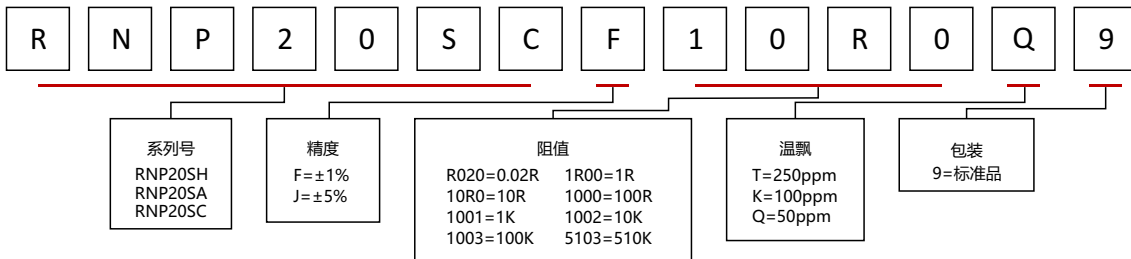 R N P 2 0 S C F 1 0 R 0 Q 9
系列号
RNP20SH
RNP20SA
RNP20SC
精度
F=±1%
J=±5%
阻值
R020=0.02R 1R00=1R
10R0=10R 1000=100R
1001=1K 1002=10K
1003=100K 5103=510K
温飘
T=250ppm
K=100ppm
Q=50ppm
包装
9=标准品